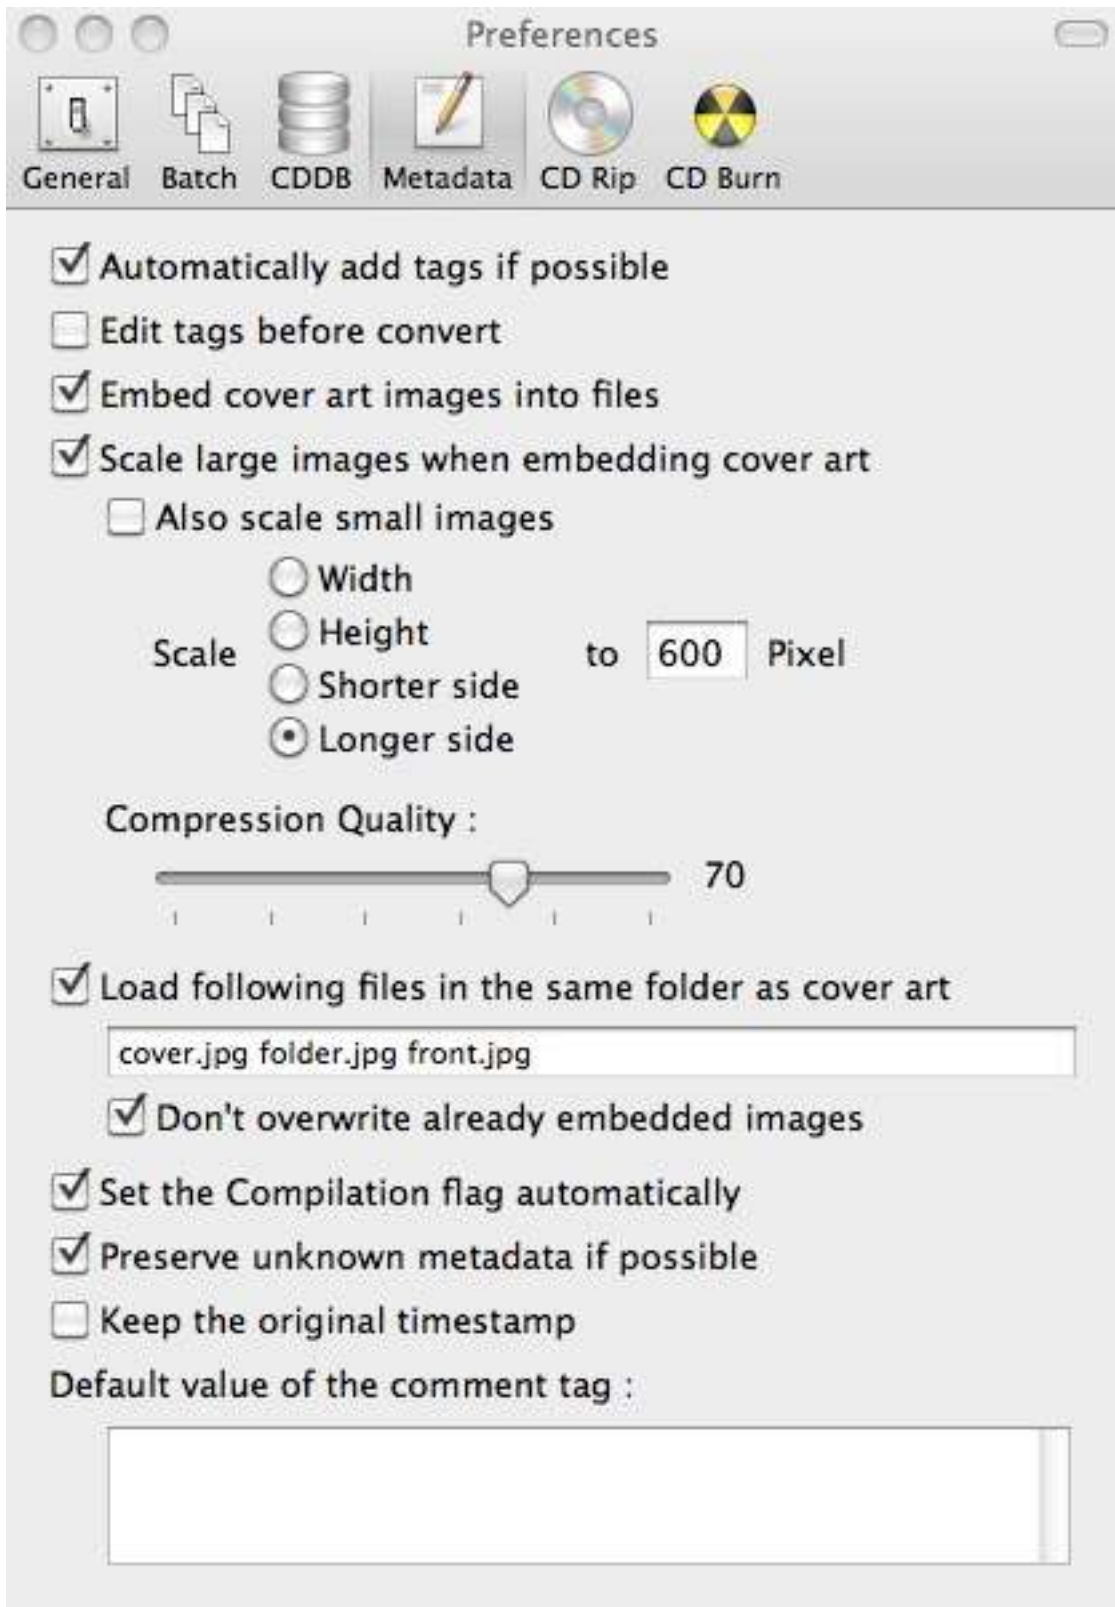 Preferences
General Batch CDDB Metadata CD Rip CD Burn
Automatically add tags if possible
Edit tags before convert
Embed cover art images into files
Scale large images when embedding cover art
Also scale small images
Width
Height
Scale to 600 Pixel
Shorter side
Longer side
Compression Quality :
70
Load following files in the same folder as cover art
cover.jpg folder.jpg front.jpg
Don't overwrite already embedded images
Set the Compilation flag automatically
Preserve unknown metadata if possible
Keep the original timestamp
Default value of the comment tag :